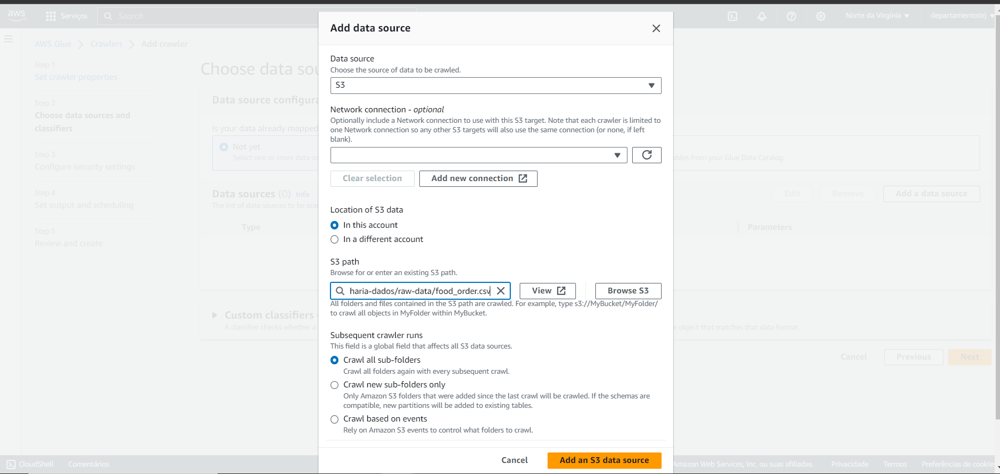 aws
Serviços
Search
Norte da Virgínia
departamentotirj
AWS Glue
Crawlers
Add crawler
Step 1
Set crawler properties
Step 2
Choose data sources and
classifiers
Step 3
Configure security settings
Step 4
Set output and scheduling
Step 5
Review and create
Choose data sou
Data source configura
Is your data already mapped
Not yet
Select one or more data so
ables from your Glue Data Catalog.
Data sources (0) Info
The list of data sources to be sca
Edit
Remove
Add a data source
Type
Parameters
Custom classifiers -
A classifier checks whether a
e object that matches that data format.
Cancel
Previous
Next
Add data source
Data source
Choose the source of data to be crawled.
S3
Network connection - optional
Optionally include a Network connection to use with this S3 target. Note that each crawler is limited to
one Network connection so any other S3 targets will also use the same connection (or none, if left
blank).
Clear selection
Add new connection
Location of S3 data
In this account
In a different account
S3 path
Browse for or enter an existing S3 path.
haria-dados/raw-data/food_order.csv
View
Browse S3
All folders and files contained in the S3 path are crawled. For example, type s3://MyBucket/MyFolder/
to crawl all objects in MyFolder within MyBucket.
Subsequent crawler runs
This field is a global field that affects all S3 data sources.
Crawl all sub-folders
Crawl all folders again with every subsequent crawl.
Crawl new sub-folders only
Only Amazon S3 folders that were added since the last crawl will be crawled. If the schemas are
compatible, new partitions will be added to existing tables.
Crawl based on events
Rely on Amazon S3 events to control what folders to crawl.
Cancel
Add an S3 data source
CloudShell
Comentários
Amazon Web Services, Inc. ou suas afiliadas.
Privacidade
Termos
Preferências de cookies